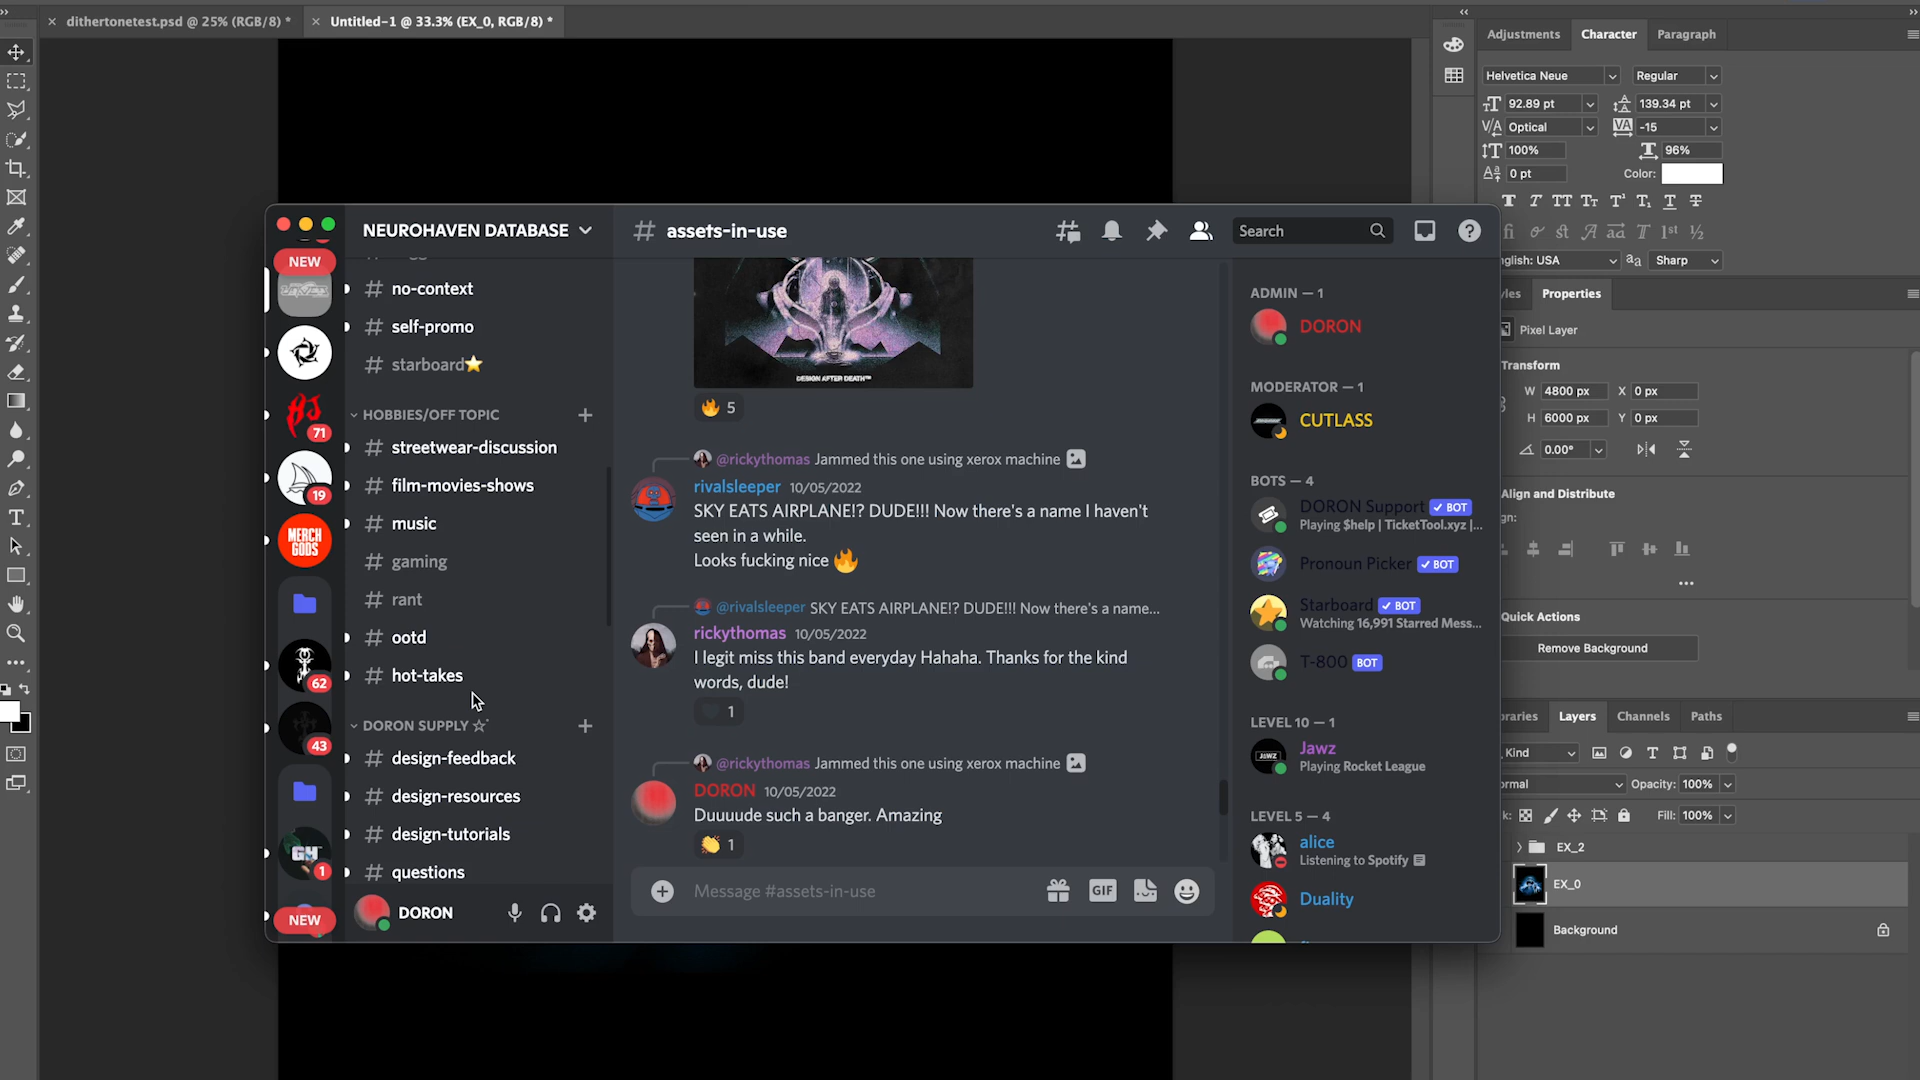 dithertonetest.psd @ 25% (RGB/8) *
Untitled-1 @ 33.3% (EX_0, RGB/8) *
NEUROHAVEN DATABASE
NEW
no-context
self-promo
starboard⭐
HOBBIES/OFF TOPIC
71
streetwear-discussion
film-movies-shows
19
music
MERCH
GODS
gaming
rant
ootd
hot-takes
62
DORON SUPPLY ☆
43
design-feedback
design-resources
design-tutorials
1
questions
NEW
DORON
# assets-in-use
Search
DESIGN AFTER DEATH™
🔥 5
@rickythomas Jammed this one using xerox machine
rivalsleeper 10/05/2022
SKY EATS AIRPLANE!? DUDE!!! Now there's a name I haven't
seen in a while.
Looks fucking nice 🔥
@rivalsleeper SKY EATS AIRPLANE!? DUDE!!! Now there's a name...
rickythomas 10/05/2022
I legit miss this band everyday Hahaha. Thanks for the kind
words, dude!
1
@rickythomas Jammed this one using xerox machine
DORON 10/05/2022
Duuuude such a banger. Amazing
👏 1
Message #assets-in-use
GIF
ADMIN — 1
DORON
MODERATOR — 1
CUTLASS
BOTS — 4
DORON Support ✓ BOT
Playing $help | TicketTool.xyz |...
Pronoun Picker ✓ BOT
Starboard ✓ BOT
Watching 16,991 Starred Mess...
T-800 BOT
LEVEL 10 — 1
Jawz
Playing Rocket League
LEVEL 5 — 4
alice
Listening to Spotify
Duality
Adjustments
Character
Paragraph
Helvetica Neue
Regular
92.89 pt
139.34 pt
Optical
-15
100%
96%
0 pt
Color:
nglish: USA
Sharp
yles
Properties
Pixel Layer
Transform
W 4800 px X 0 px
H 6000 px Y 0 px
0.00°
Align and Distribute
gn:
Quick Actions
Remove Background
braries
Layers
Channels
Paths
Kind
ormal
Opacity: 100%
k:
Fill: 100%
EX_2
EX_0
Background